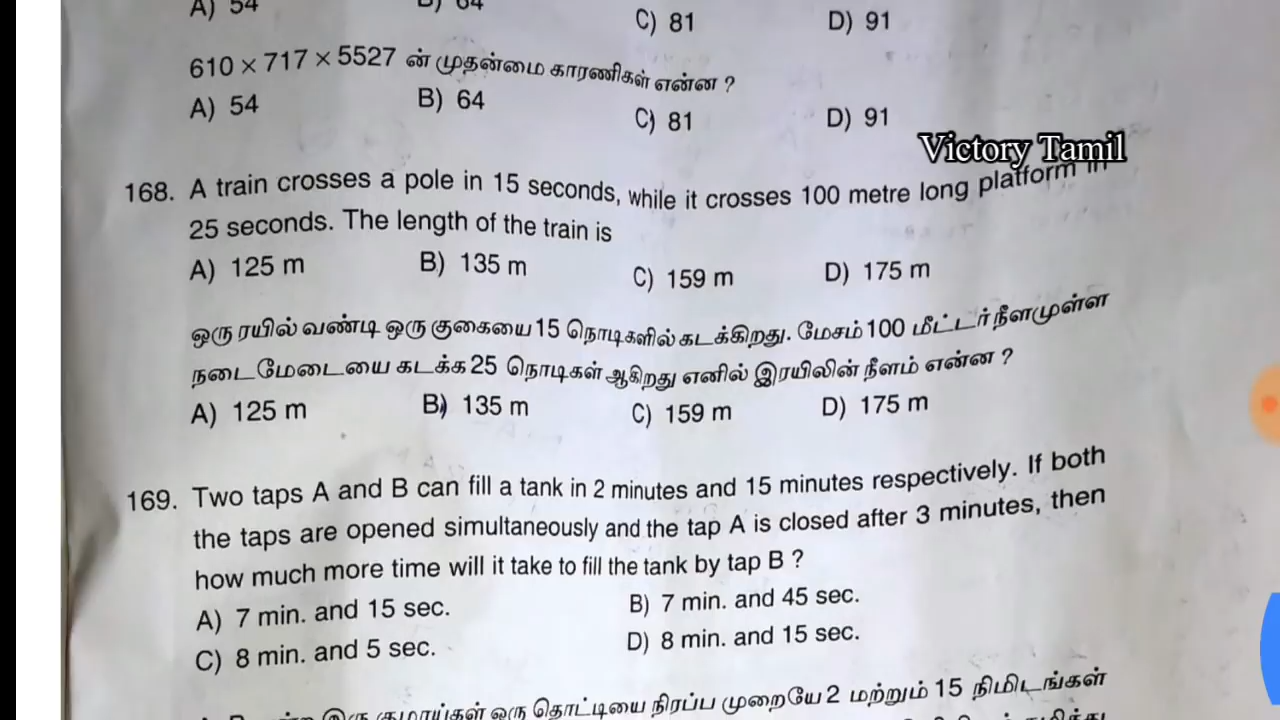 A) 54 B) 64 C) 81 D) 91
610 × 717 × 5527 ன் முதன்மை காரணிகள் என்ன ?
A) 54 B) 64 C) 81 D) 91
Victory Tamil
168. A train crosses a pole in 15 seconds, while it crosses 100 metre long platform in
25 seconds. The length of the train is
A) 125 m B) 135 m C) 159 m D) 175 m
ஒரு ரயில் வண்டி ஒரு குகையை 15 நொடிகளில் கடக்கிறது. மேசம் 100 மீட்டர் நீளமுள்ள
நடைமேடையை கடக்க 25 நொடிகள் ஆகிறது எனில் இரயிலின் நீளம் என்ன ?
A) 125 m B) 135 m C) 159 m D) 175 m
169. Two taps A and B can fill a tank in 2 minutes and 15 minutes respectively. If both
the taps are opened simultaneously and the tap A is closed after 3 minutes, then
how much more time will it take to fill the tank by tap B ?
A) 7 min. and 15 sec. B) 7 min. and 45 sec.
C) 8 min. and 5 sec. D) 8 min. and 15 sec.
இரு குழாய்கள் ஒரு தொட்டியை நிரப்ப முறையே 2 மற்றும் 15 நிமிடங்கள்